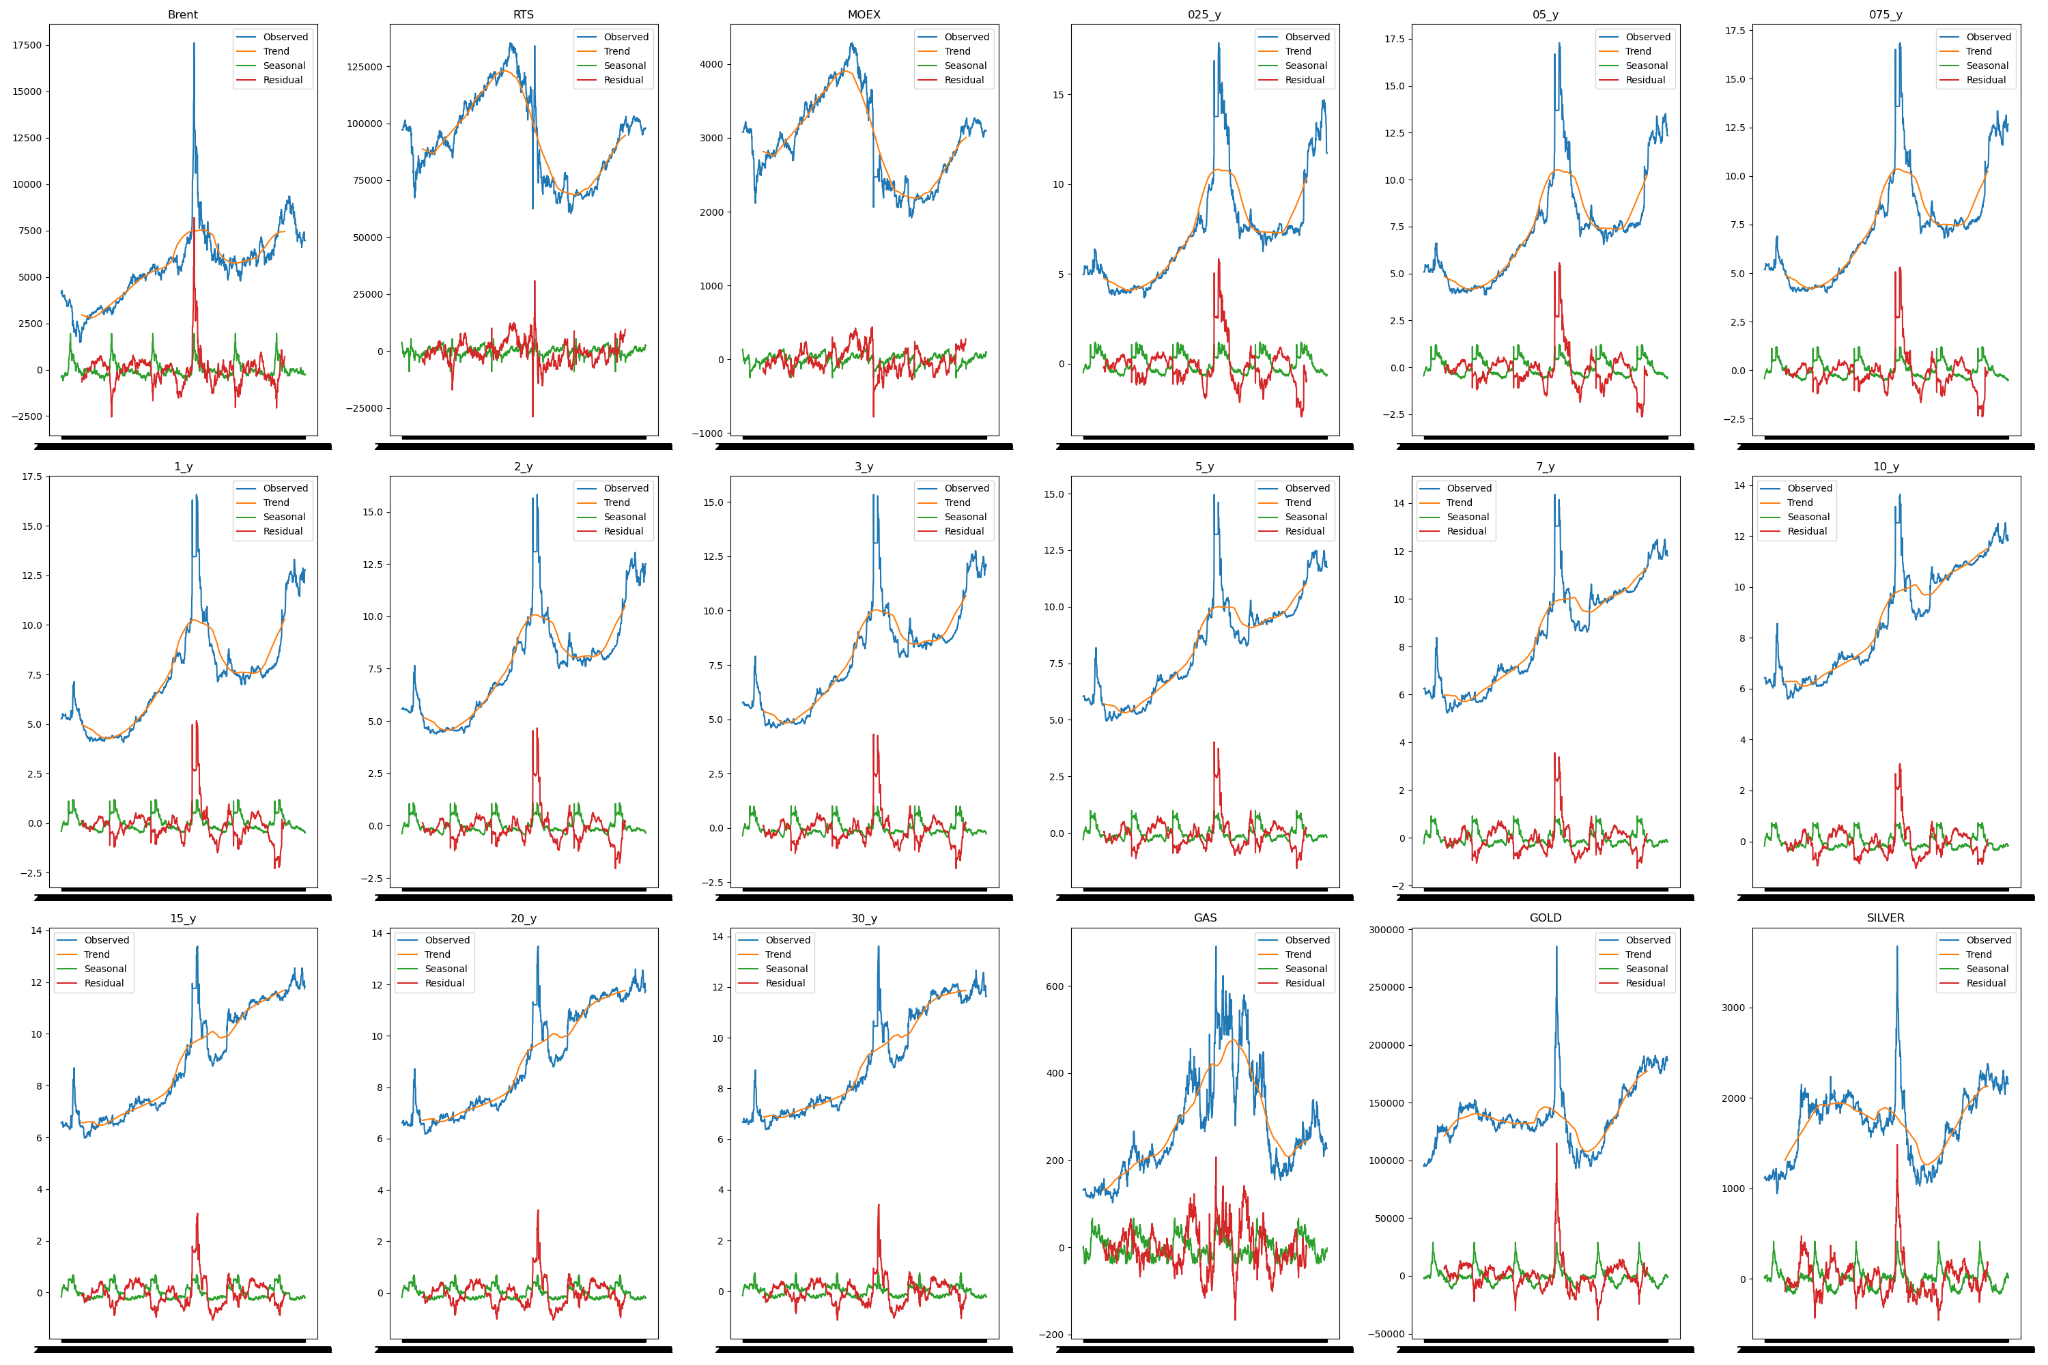 Brent
Observed
Trend
Seasonal
Residual
17500
15000
12500
10000
7500
5000
2500
0
−2500
RTS
Observed
Trend
Seasonal
Residual
125000
100000
75000
50000
25000
0
−25000
MOEX
Observed
Trend
Seasonal
Residual
4000
3000
2000
1000
0
−1000
025_y
Observed
Trend
Seasonal
Residual
15
10
5
0
05_y
Observed
Trend
Seasonal
Residual
17.5
15.0
12.5
10.0
7.5
5.0
2.5
0.0
−2.5
075_y
Observed
Trend
Seasonal
Residual
17.5
15.0
12.5
10.0
7.5
5.0
2.5
0.0
−2.5
1_y
Observed
Trend
Seasonal
Residual
17.5
15.0
12.5
10.0
7.5
5.0
2.5
0.0
−2.5
2_y
Observed
Trend
Seasonal
Residual
15.0
12.5
10.0
7.5
5.0
2.5
0.0
−2.5
3_y
Observed
Trend
Seasonal
Residual
15.0
12.5
10.0
7.5
5.0
2.5
0.0
−2.5
5_y
Observed
Trend
Seasonal
Residual
15.0
12.5
10.0
7.5
5.0
2.5
0.0
7_y
Observed
Trend
Seasonal
Residual
14
12
10
8
6
4
2
0
−2
10_y
Observed
Trend
Seasonal
Residual
14
12
10
8
6
4
2
0
15_y
Observed
Trend
Seasonal
Residual
14
12
10
8
6
4
2
0
20_y
Observed
Trend
Seasonal
Residual
14
12
10
8
6
4
2
0
30_y
Observed
Trend
Seasonal
Residual
14
12
10
8
6
4
2
0
GAS
Observed
Trend
Seasonal
Residual
600
400
200
0
−200
GOLD
Observed
Trend
Seasonal
Residual
300000
250000
200000
150000
100000
50000
0
−50000
SILVER
Observed
Trend
Seasonal
Residual
3000
2000
1000
0